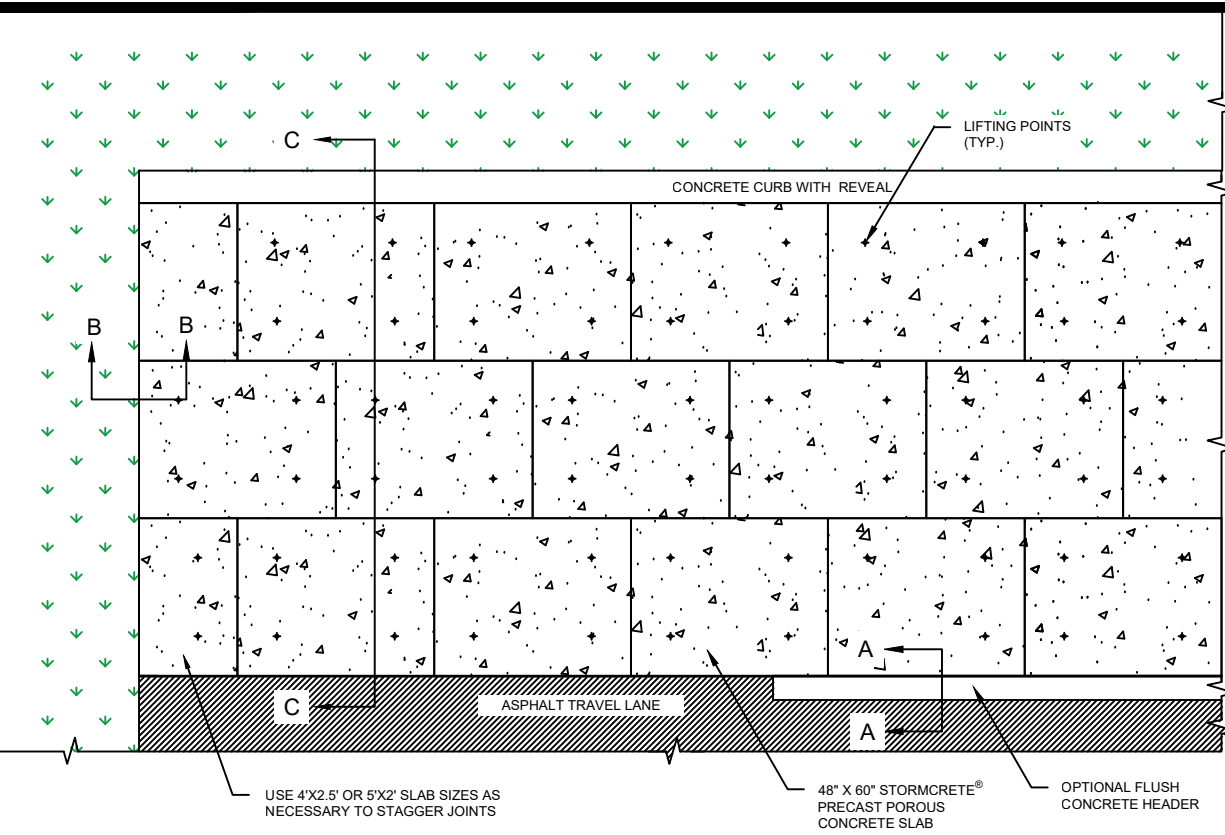 C
LIFTING POINTS
(TYP.)
CONCRETE CURB WITH REVEAL
B
B
A
C
ASPHALT TRAVEL LANE
A
USE 4'X2.5' OR 5'X2' SLAB SIZES AS
NECESSARY TO STAGGER JOINTS
48" X 60" STORMCRETE®
PRECAST POROUS
CONCRETE SLAB
OPTIONAL FLUSH
CONCRETE HEADER